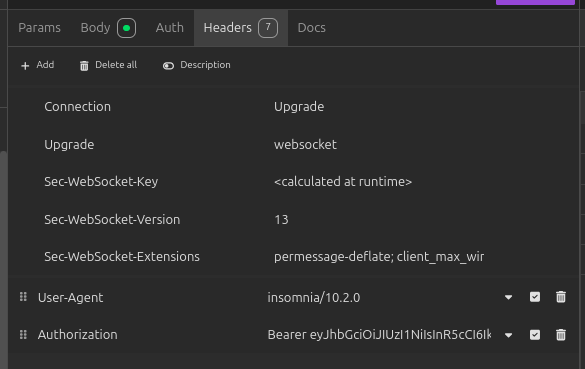 Params Body Auth Headers 7 Docs
Add Delete all Description
Connection Upgrade
Upgrade websocket
Sec-WebSocket-Key <calculated at runtime>
Sec-WebSocket-Version 13
Sec-WebSocket-Extensions permessage-deflate; client_max_wir
User-Agent insomnia/10.2.0
Authorization Bearer eyJhbGciOiJIUzI1NiIsInR5cCI6Ik